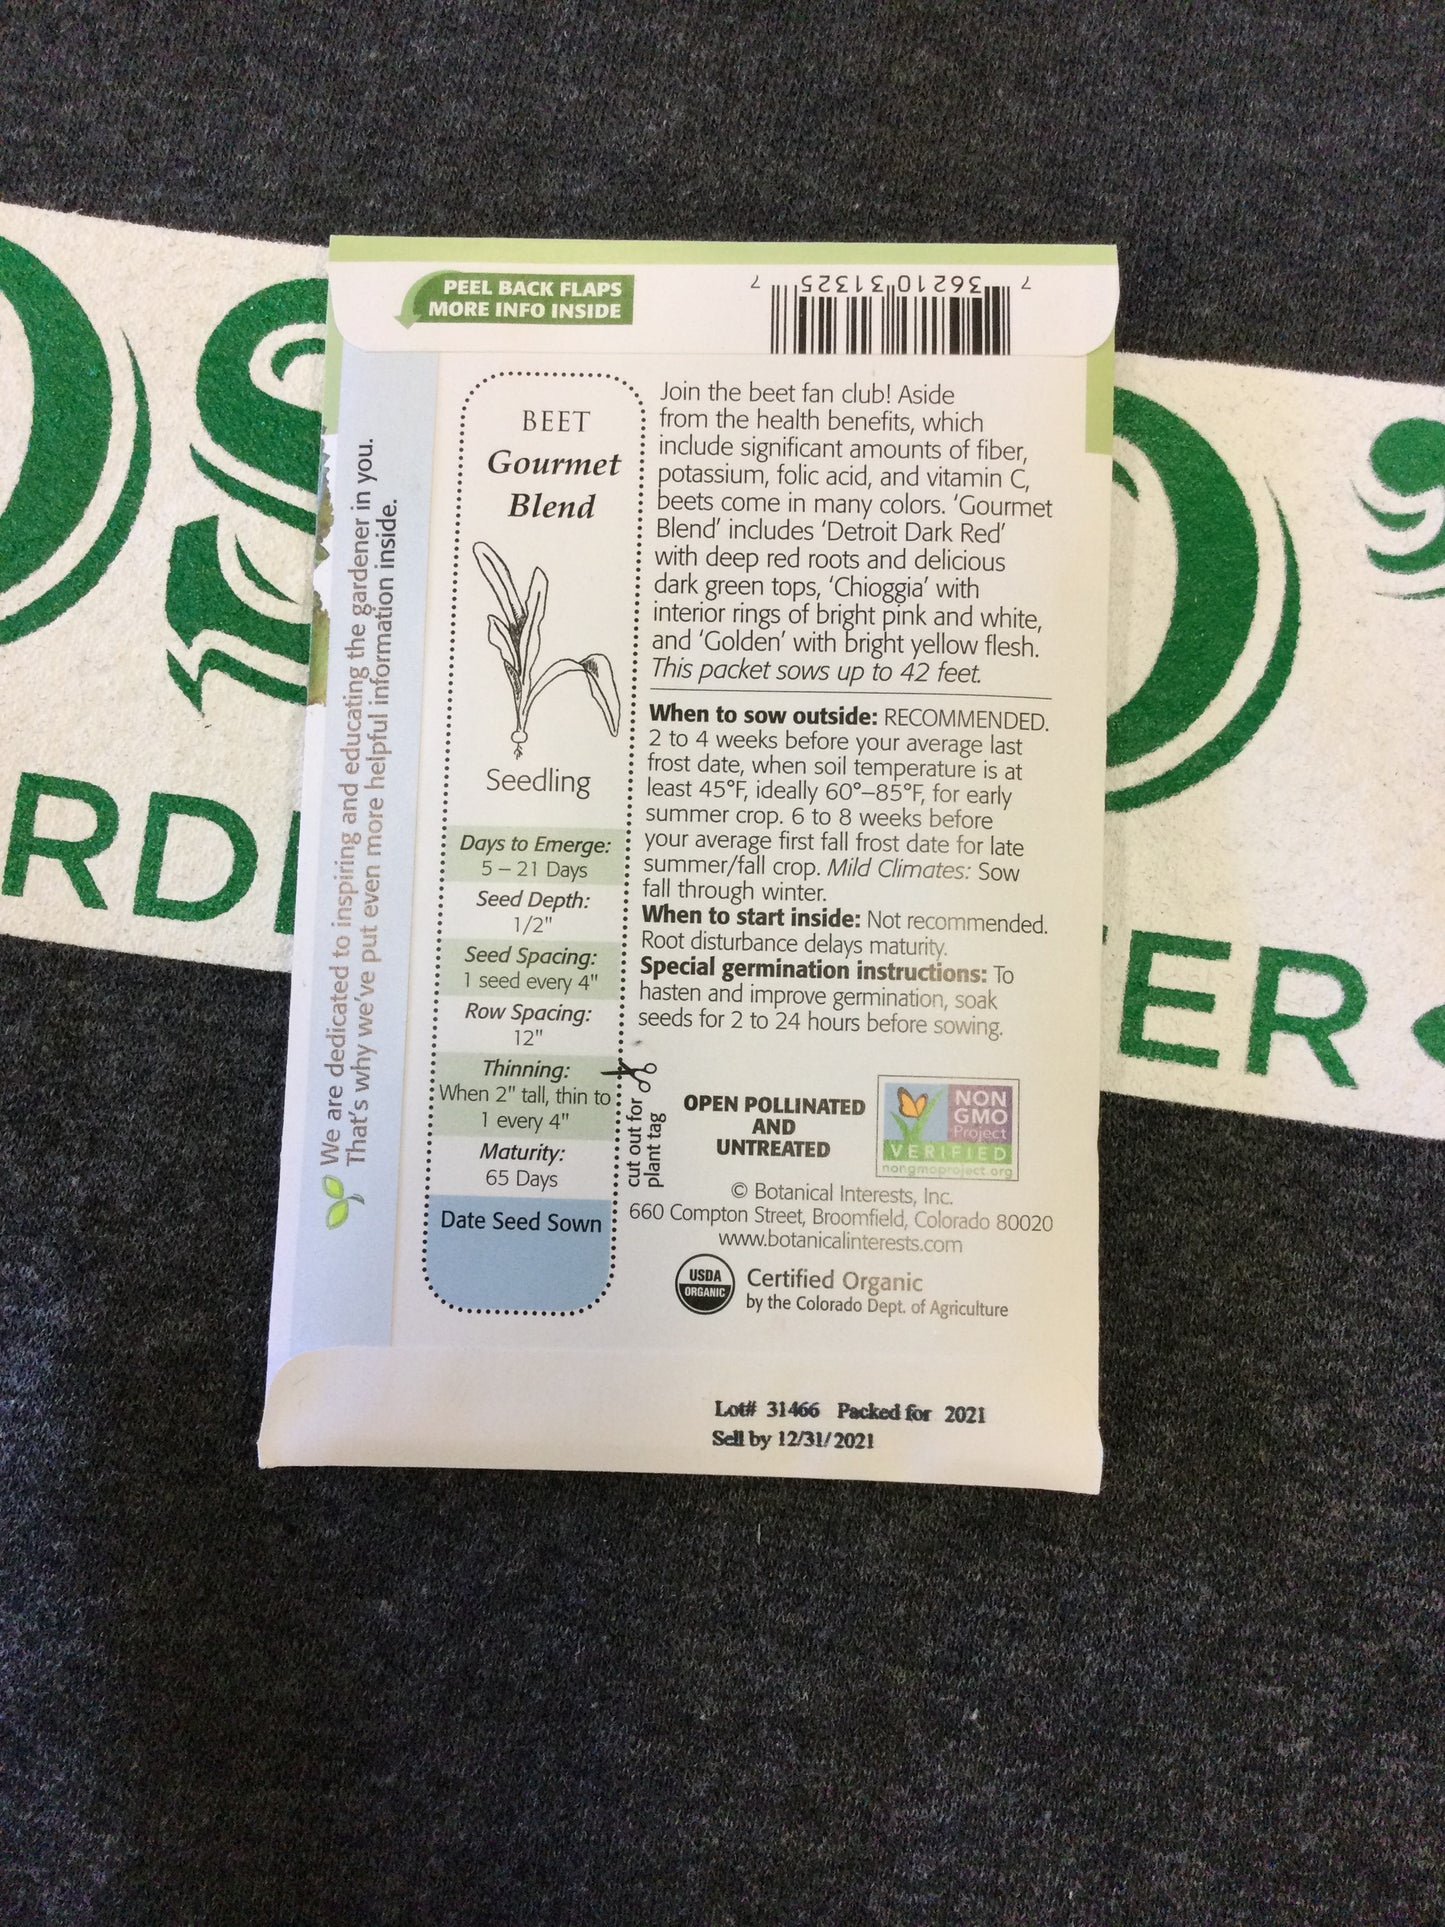 PEEL BACK FLAPS
MORE INFO INSIDE
7 36210 31325 7
We are dedicated to inspiring and educating the gardener in you.
That's why we've put even more helpful information inside.
BEET
Gourmet
Blend
Seedling
Days to Emerge:
5 – 21 Days
Seed Depth:
1/2"
Seed Spacing:
1 seed every 4"
Row Spacing:
12"
Thinning:
When 2" tall, thin to
1 every 4"
Maturity:
65 Days
Date Seed Sown
cut out for
plant tag
Join the beet fan club! Aside
from the health benefits, which
include significant amounts of fiber,
potassium, folic acid, and vitamin C,
beets come in many colors. 'Gourmet
Blend' includes 'Detroit Dark Red'
with deep red roots and delicious
dark green tops, 'Chioggia' with
interior rings of bright pink and white,
and 'Golden' with bright yellow flesh.
This packet sows up to 42 feet.
When to sow outside: RECOMMENDED.
2 to 4 weeks before your average last
frost date, when soil temperature is at
least 45°F, ideally 60°–85°F, for early
summer crop. 6 to 8 weeks before
your average first fall frost date for late
summer/fall crop. Mild Climates: Sow
fall through winter.
When to start inside: Not recommended.
Root disturbance delays maturity.
Special germination instructions: To
hasten and improve germination, soak
seeds for 2 to 24 hours before sowing.
OPEN POLLINATED
AND
UNTREATED
NON
GMO
Project
VERIFIED
nongmoproject.org
© Botanical Interests, Inc.
660 Compton Street, Broomfield, Colorado 80020
www.botanicalinterests.com
USDA
ORGANIC
Certified Organic
by the Colorado Dept. of Agriculture
Lot# 31466 Packed for 2021
Sell by 12/31/2021